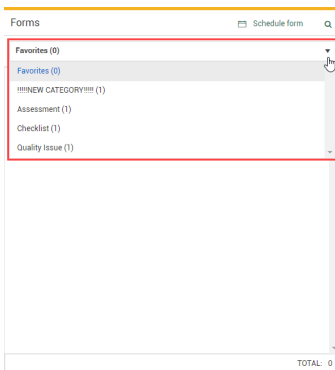 Forms
Schedule form
Favorites (0)
Favorites (0)
!!!!!NEW CATEGORY!!!!! (1)
Assessment (1)
Checklist (1)
Quality Issue (1)
TOTAL: 0